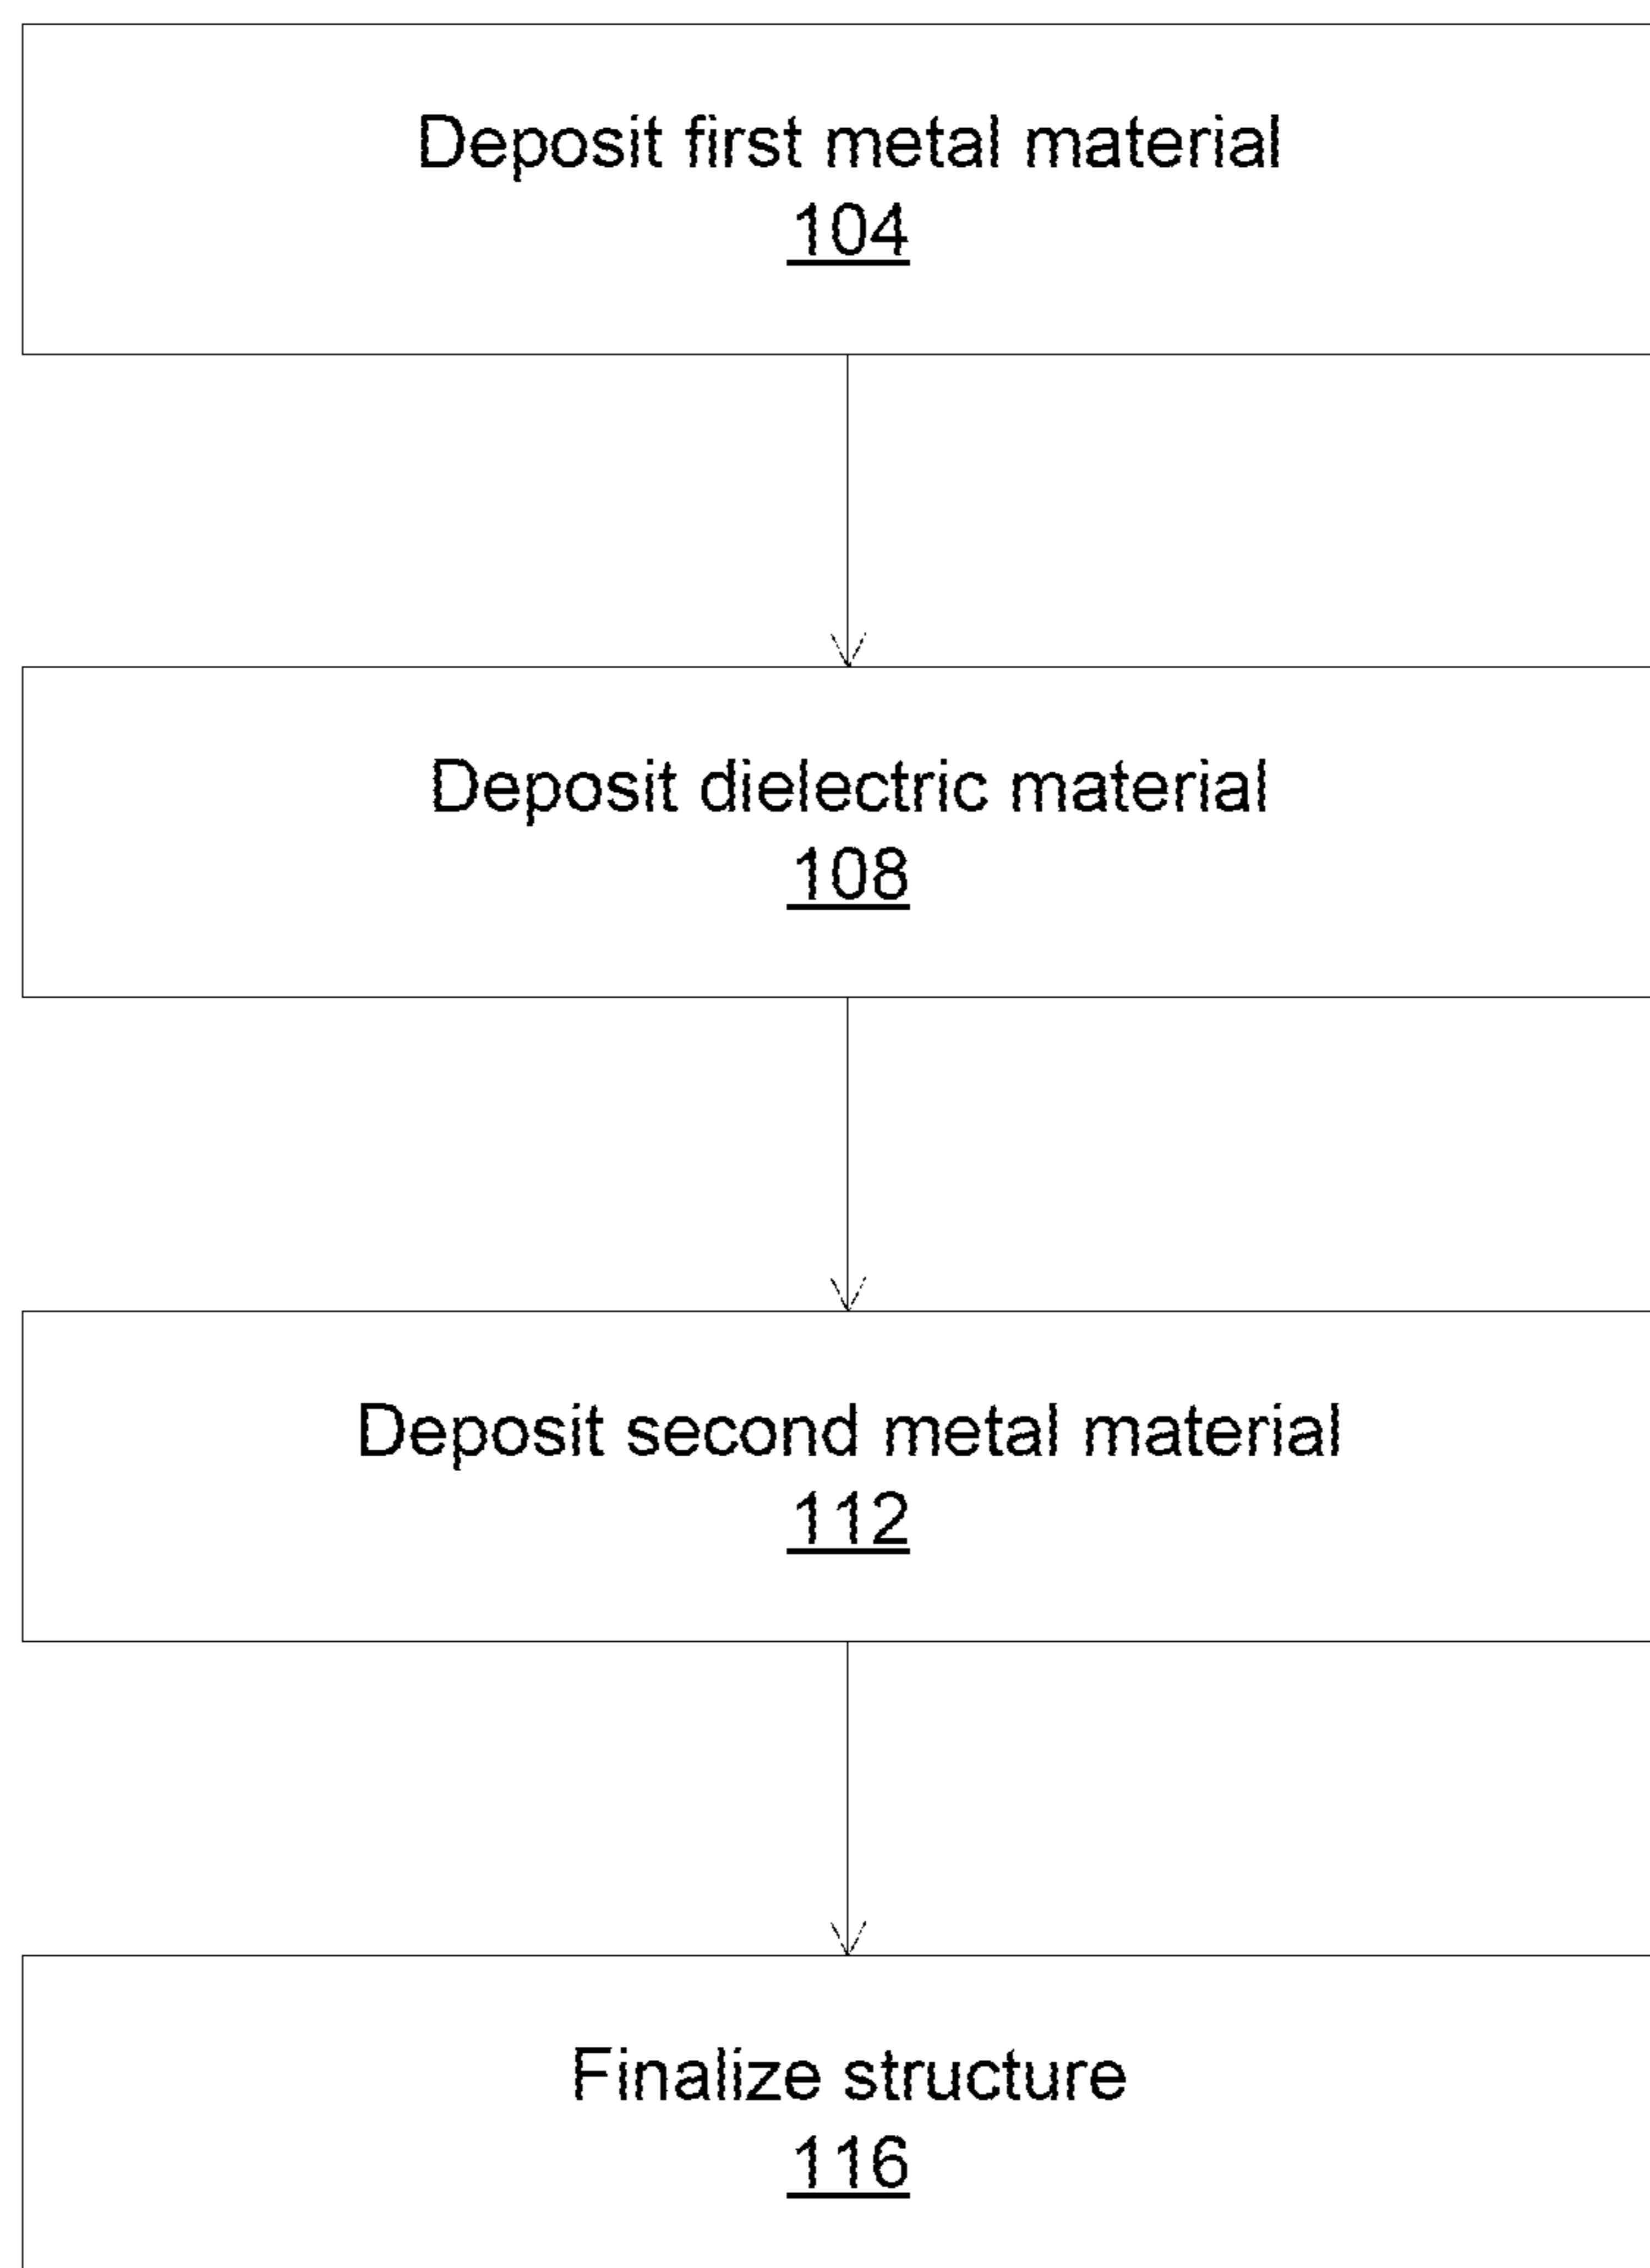 Deposit first metal material
104
Deposit dielectric material
108
Deposit second metal material
112
Finalize structure
116